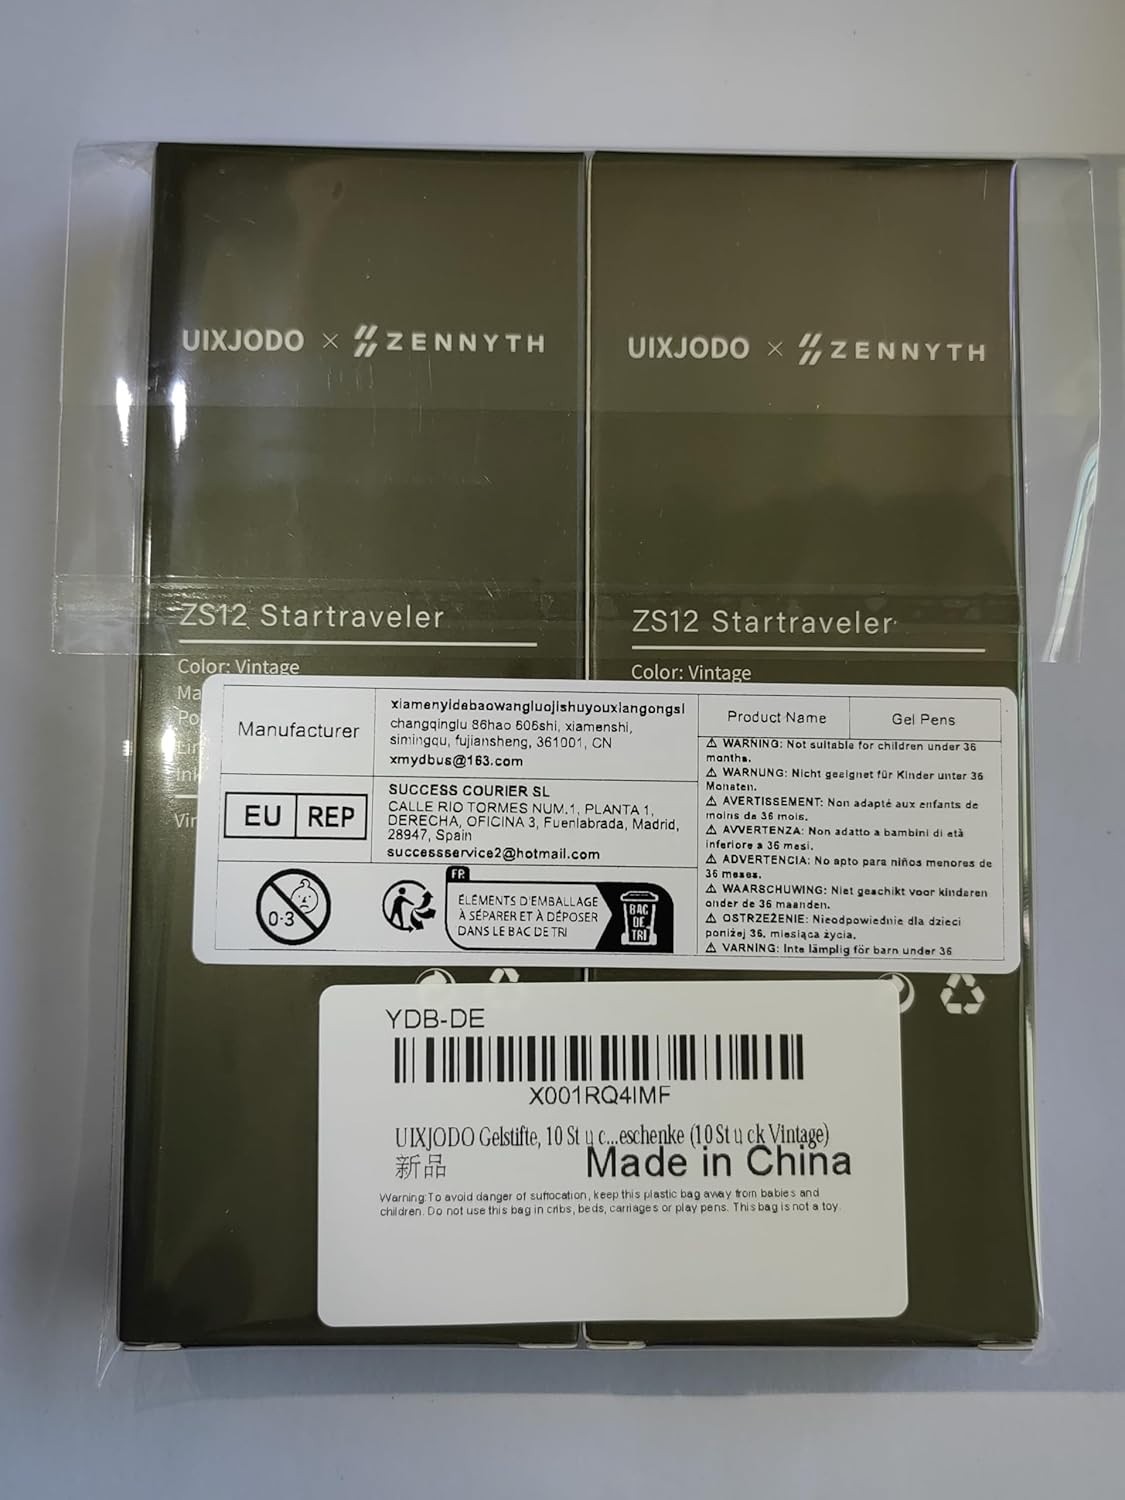 UIXJODO × ZENNYTH
UIXJODO × ZENNYTH
ZS12 Startraveler
Color: Vintage
Ma
Po
Lin
Ink
Vin
ZS12 Startraveler
Color: Vintage
Manufacturer
xiamenyidebaowangluojishuyouxiangongsi
changqinglu 86hao 606shi, xiamenshi,
simingqu, fujiansheng, 361001, CN
xmydbus@163.com
EU REP
SUCCESS COURIER SL
CALLE RIO TORMES NUM.1, PLANTA 1,
DERECHA, OFICINA 3, Fuenlabrada, Madrid,
28947, Spain
successservice2@hotmail.com
0-3
FR
ÉLÉMENTS D'EMBALLAGE
À SÉPARER ET À DÉPOSER
DANS LE BAC DE TRI
BAC
DE
TRI
Product Name
Gel Pens
⚠ WARNING: Not suitable for children under 36
months.
⚠ WARNUNG: Nicht geeignet für Kinder unter 36
Monaten.
⚠ AVERTISSEMENT: Non adapté aux enfants de
moins de 36 mois.
⚠ AVVERTENZA: Non adatto a bambini di età
inferiore a 36 mesi.
⚠ ADVERTENCIA: No apto para niños menores de
36 meses.
⚠ WAARSCHUWING: Niet geschikt voor kinderen
onder de 36 maanden.
⚠ OSTRZEŻENIE: Nieodpowiednie dla dzieci
poniżej 36. miesiąca życia.
⚠ VARNING: Inte lämplig för barn under 36
YDB-DE
X001RQ4IMF
UIXJODO Gelstifte, 10 St u c...eschenke (10 St u ck Vintage)
新品
Made in China
Warning:To avoid danger of suffocation, keep this plastic bag away from babies and
children. Do not use this bag in cribs, beds, carriages or play pens. This bag is not a toy.